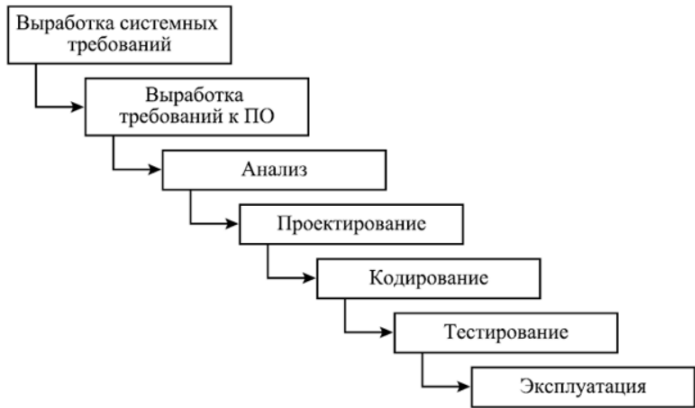 Выработка системных
требований
Выработка
требований к ПО
Анализ
Проектирование
Кодирование
Тестирование
Эксплуатация